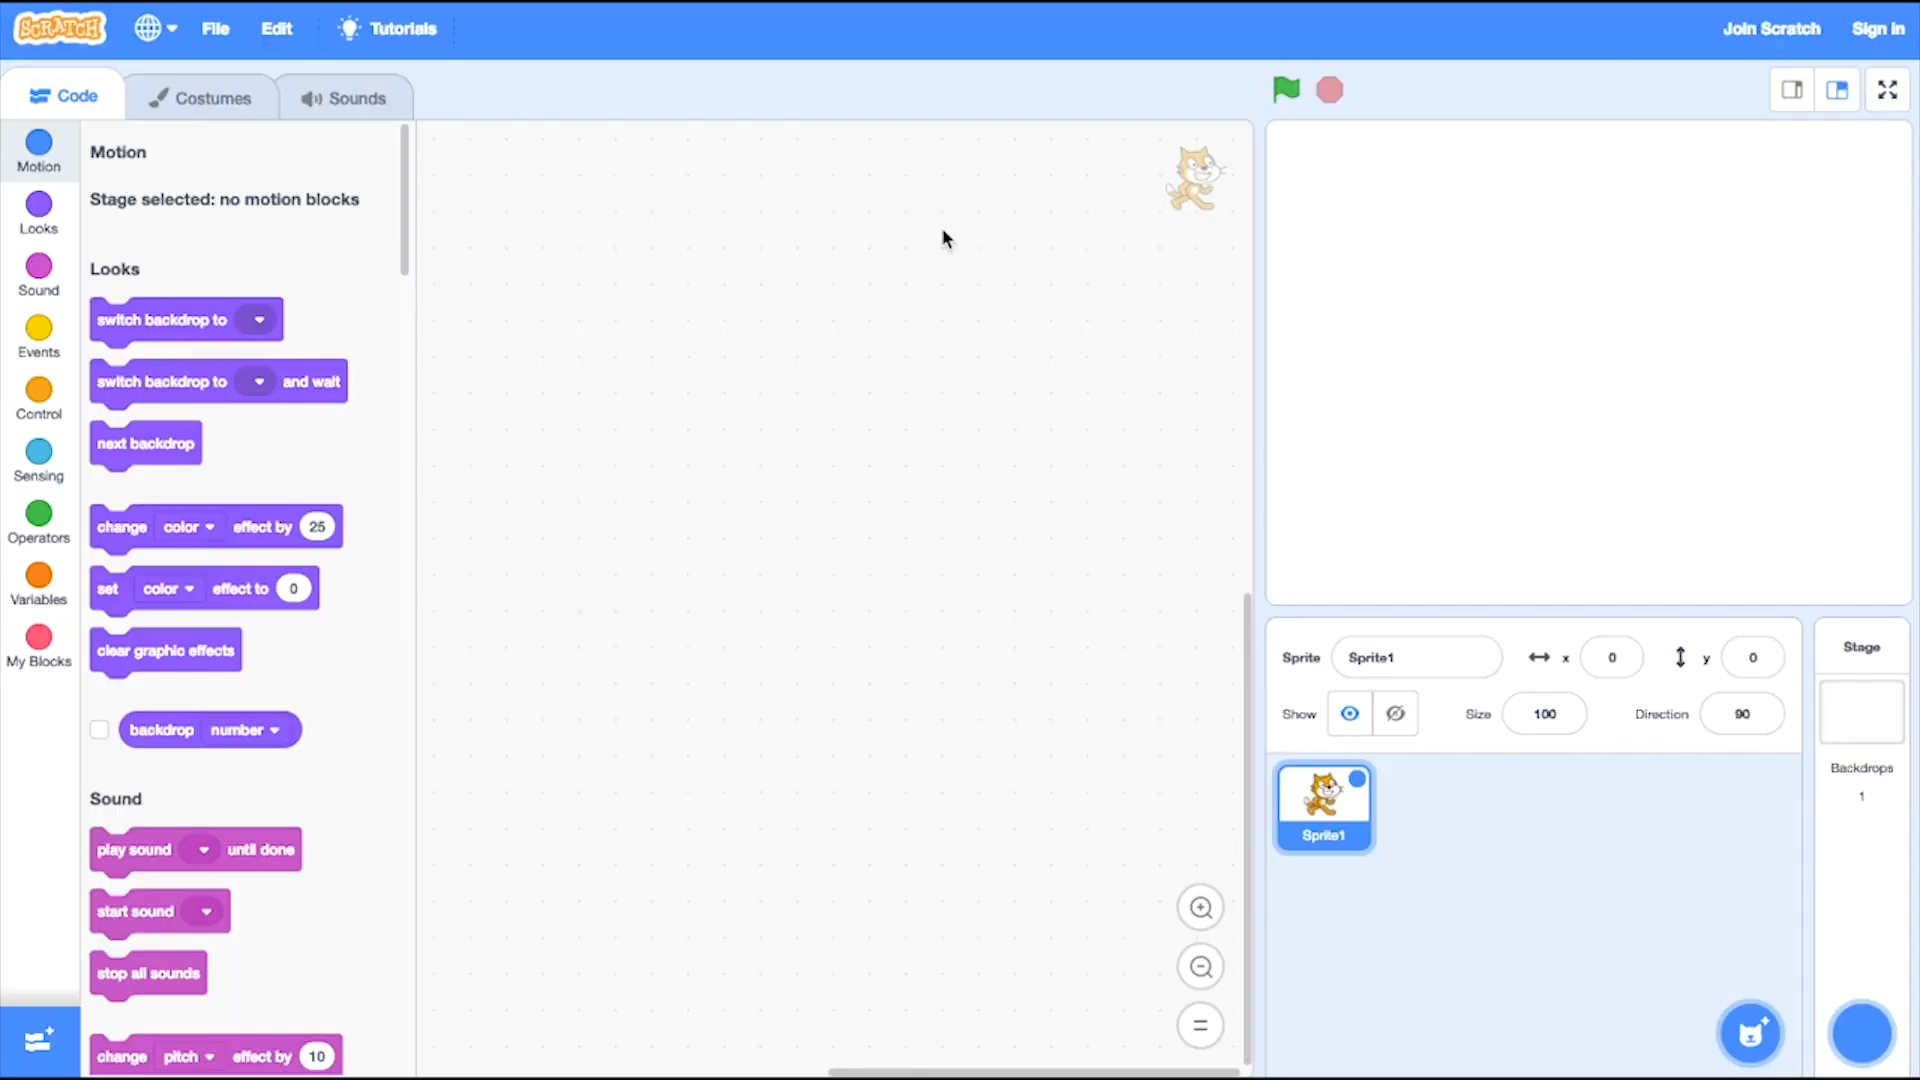 SCRATCH
File
Edit
Tutorials
Join Scratch
Sign in
Code
Costumes
Sounds
Motion
Looks
Sound
Events
Control
Sensing
Operators
Variables
My Blocks
Motion
Stage selected: no motion blocks
Looks
switch backdrop to
switch backdrop to and wait
next backdrop
change color effect by 25
set color effect to 0
clear graphic effects
backdrop number
Sound
play sound until done
start sound
stop all sounds
change pitch effect by 10
Sprite Sprite1 x 0 y 0
Show Size 100 Direction 90
Sprite1
Stage
Backdrops
1